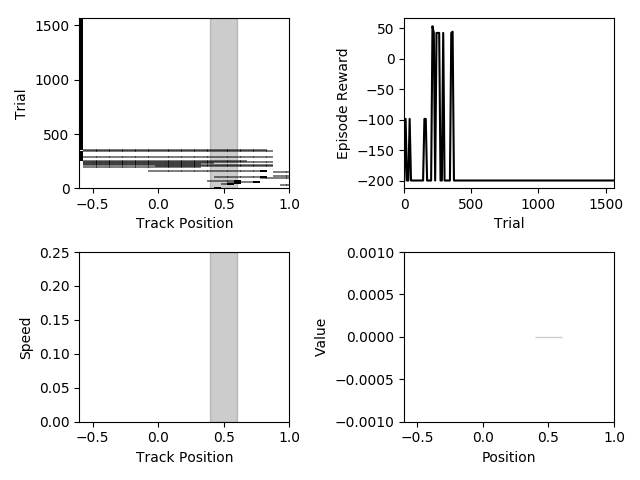 1500
1000
500
0
Trial
−0.5 0.0 0.5 1.0
Track Position
50
0
−50
−100
−150
−200
Episode Reward
0 500 1000 1500
Trial
0.25
0.20
0.15
0.10
0.05
0.00
Speed
−0.5 0.0 0.5 1.0
Track Position
0.0010
0.0005
0.0000
−0.0005
−0.0010
Value
−0.5 0.0 0.5 1.0
Position